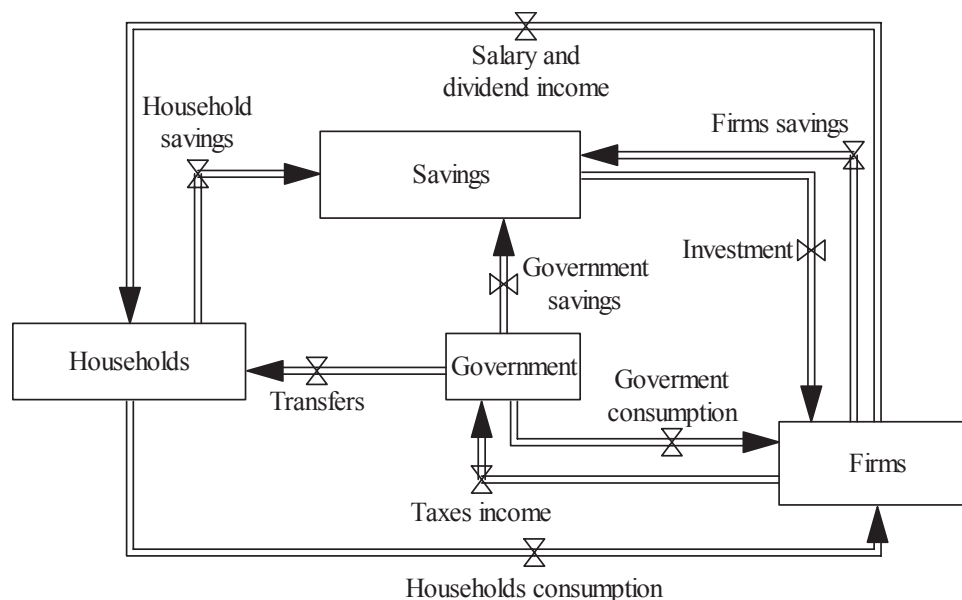 Salary and
dividend income
Household
savings
Firms savings
Savings
Investment
Government
savings
Households
Government
Transfers
Goverment
consumption
Firms
Taxes income
Households consumption